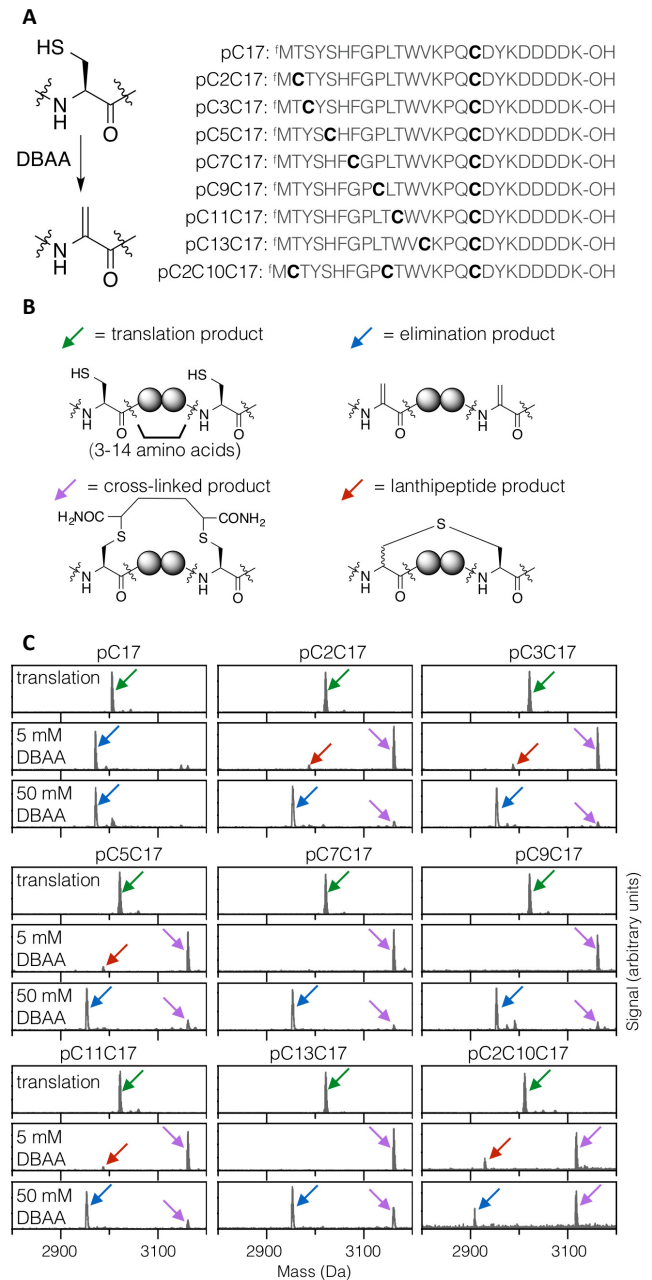 A
HS
N
H
O
DBAA
N
H
O
pC17: fMTSYSHFGPLTWVKPQCDYKDDDDK-OH
pC2C17: fMCTYSHFGPLTWVKPQCDYKDDDDK-OH
pC3C17: fMTCYSHFGPLTWVKPQCDYKDDDDK-OH
pC5C17: fMTYSCHFGPLTWVKPQCDYKDDDDK-OH
pC7C17: fMTYSHFCGPLTWVKPQCDYKDDDDK-OH
pC9C17: fMTYSHFGPCLTWVKPQCDYKDDDDK-OH
pC11C17: fMTYSHFGPLTCWVKPQCDYKDDDDK-OH
pC13C17: fMTYSHFGPLTWVCKPQCDYKDDDDK-OH
pC2C10C17: fMCTYSHFGPCTWVKPQCDYKDDDDK-OH
B
= translation product
= elimination product
HS
HS
N
H
O
N
H
O
(3-14 amino acids)
N
H
O
N
H
O
= cross-linked product
= lanthipeptide product
H2NOC
CONH2
S
S
N
H
O
N
H
O
S
N
H
O
N
H
O
C
pC17
pC2C17
pC3C17
translation
5 mM
DBAA
50 mM
DBAA
pC5C17
pC7C17
pC9C17
translation
5 mM
DBAA
50 mM
DBAA
pC11C17
pC13C17
pC2C10C17
translation
5 mM
DBAA
50 mM
DBAA
2900 3100 2900 3100 2900 3100
Mass (Da)
Signal (arbitrary units)